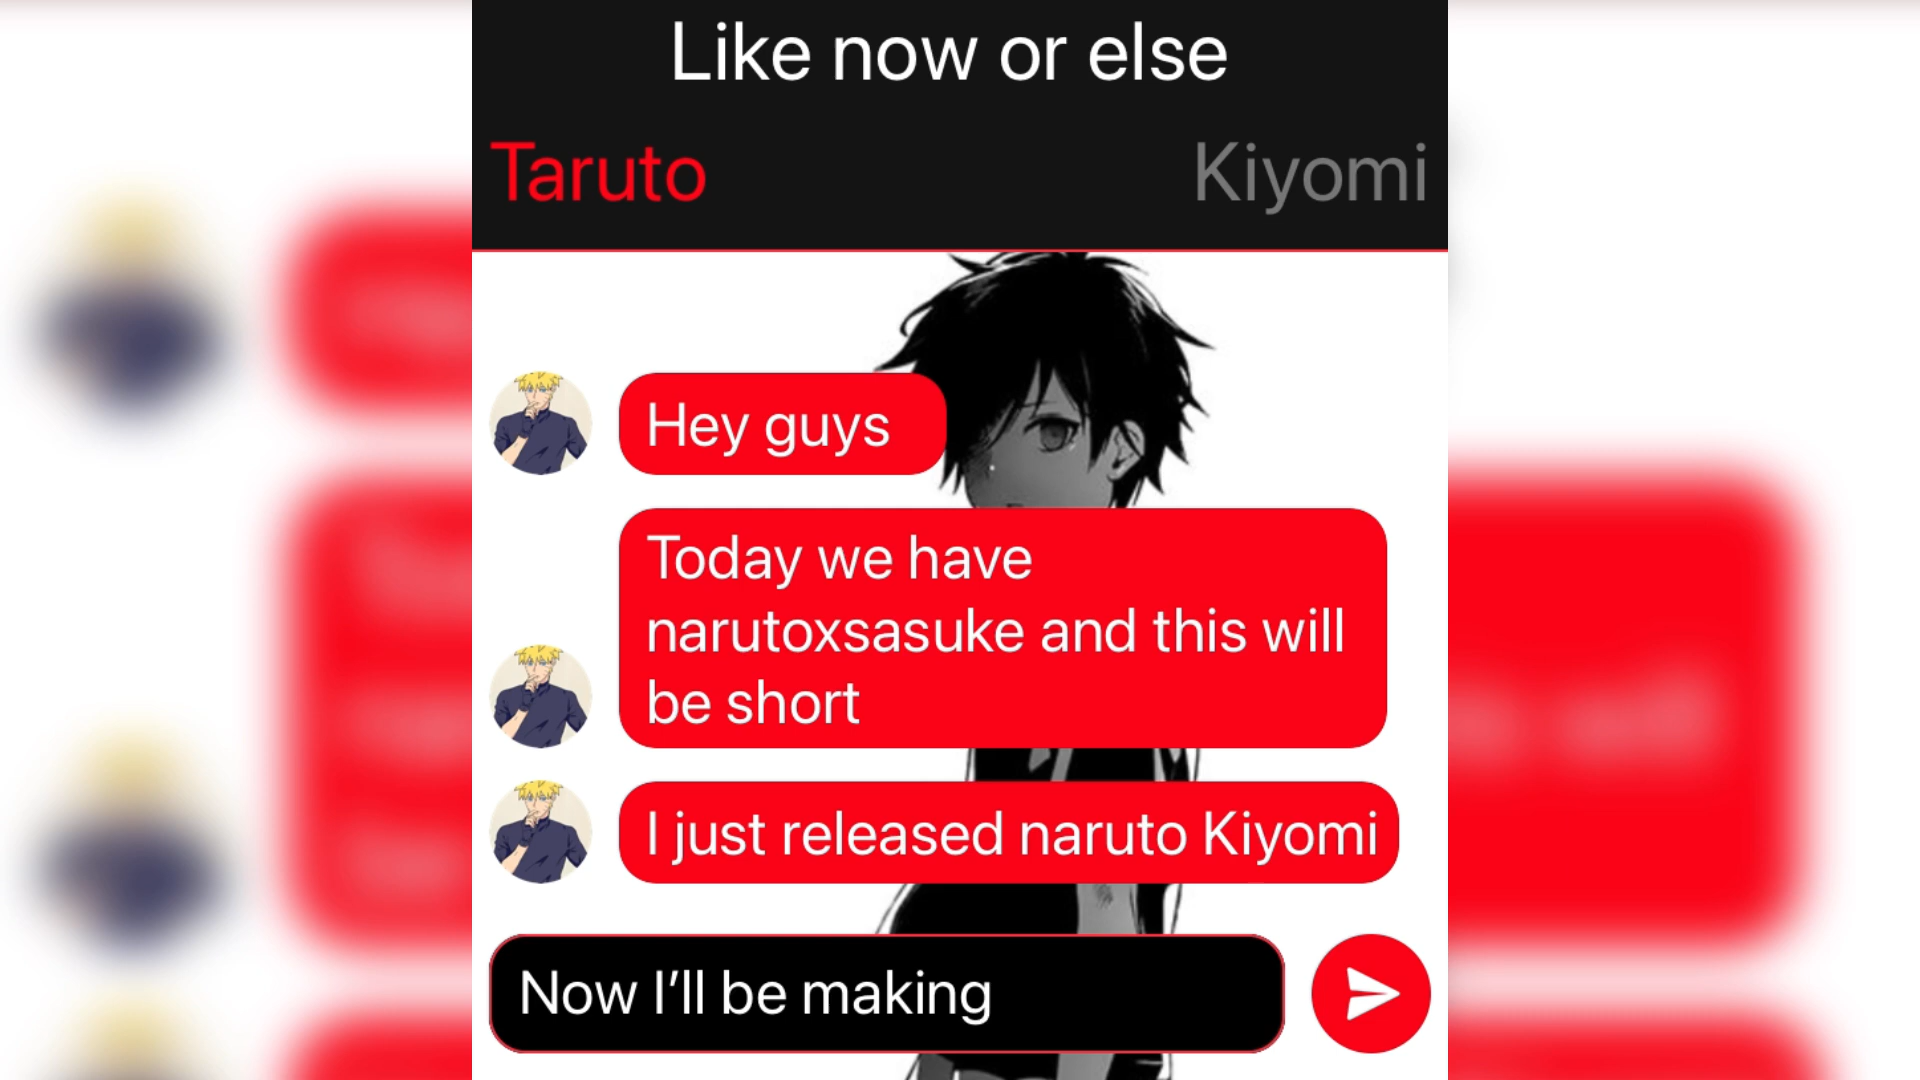 Like now or else
Taruto
Kiyomi
Hey guys
Today we have
narutoxsasuke and this will
be short
I just released naruto Kiyomi
Now I’ll be making